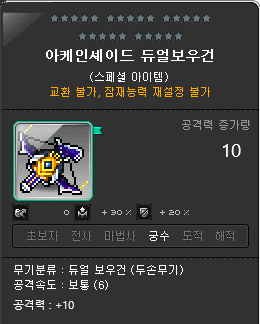 아케인셰이드 듀얼보우건
(스페셜 아이템)
교환 불가, 잠재능력 재설정 불가
공격력 증가량
10
0 +30% +20%
초보자 전사 마법사 궁수 도적 해적
무기분류 : 듀얼 보우건 (두손무기)
공격속도 : 보통 (6)
공격력 : +10